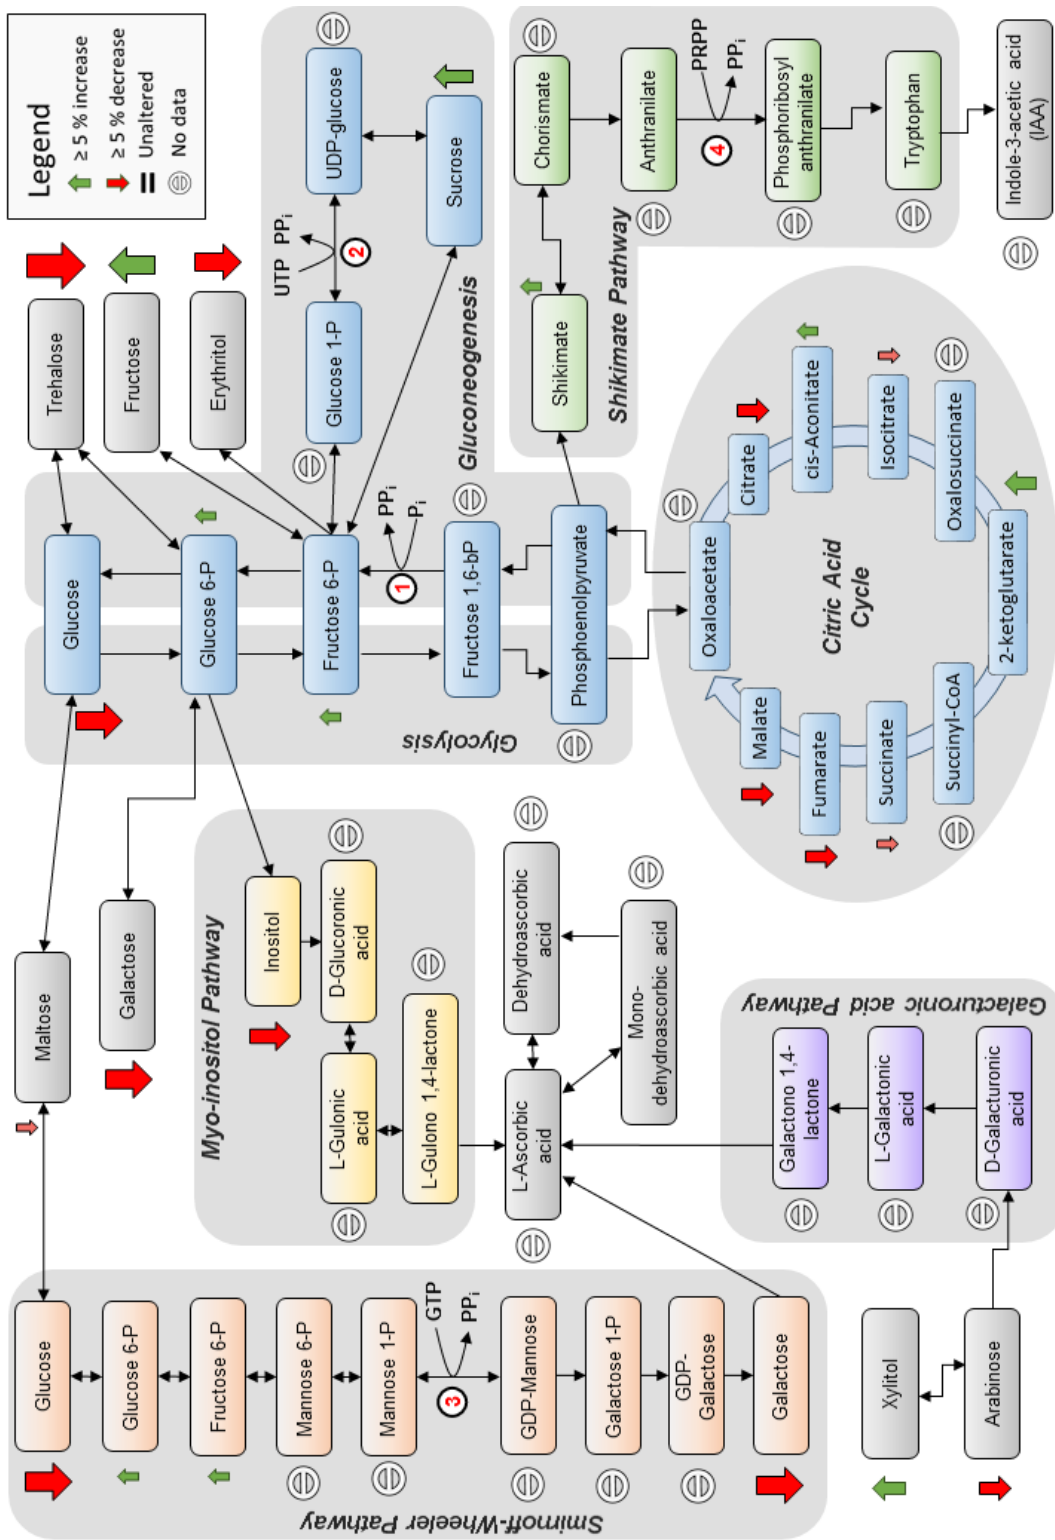 Smirnoff-Wheeler Pathway
Glucose
Glucose 6-P
Fructose 6-P
Mannose 6-P
Mannose 1-P
GTP
PPi
3
GDP-Mannose
Galactose 1-P
GDP-
Galactose
Galactose
Xylitol
Arabinose
Maltose
Galactose
Myo-inositol Pathway
Inositol
D-Glucoronic
acid
L-Gulonic
acid
L-Gulono 1,4-lactone
L-Ascorbic
acid
Dehydroascorbic
acid
Mono-
dehydroascorbic acid
Galactono 1,4-
lactone
L-Galactonic
acid
D-Galacturonic
acid
Galacturonic acid Pathway
Glycolysis
Glucose
Glucose 6-P
Fructose 6-P
1
PPi
Pi
Fructose 1,6-bP
Phosphoenolpyruvate
Trehalose
Fructose
Erythritol
Glucose 1-P
UTP
PPi
2
UDP-glucose
Sucrose
Gluconeogenesis
Oxaloacetate
Citrate
cis-Aconitate
Isocitrate
Oxalosuccinate
2-ketoglutarate
Succinyl-CoA
Succinate
Fumarate
Malate
Citric Acid
Cycle
Shikimate Pathway
Shikimate
Chorismate
Anthranilate
PRPP
PPi
4
Phosphoribosyl
anthranilate
Tryptophan
Indole-3-acetic acid
(IAA)
Legend
≥ 5 % increase
≥ 5 % decrease
Unaltered
No data